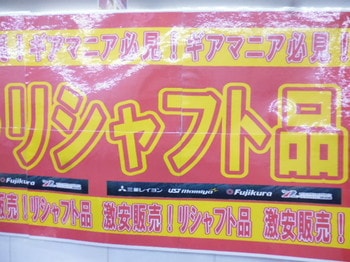 ！ギアマニア必見！ギアマニア必見！
リシャフト品
Fujikura 三菱レイヨン UST Mamiya Fujikura
販売！リシャフト品 激安販売！リシャフト品 激安販売！